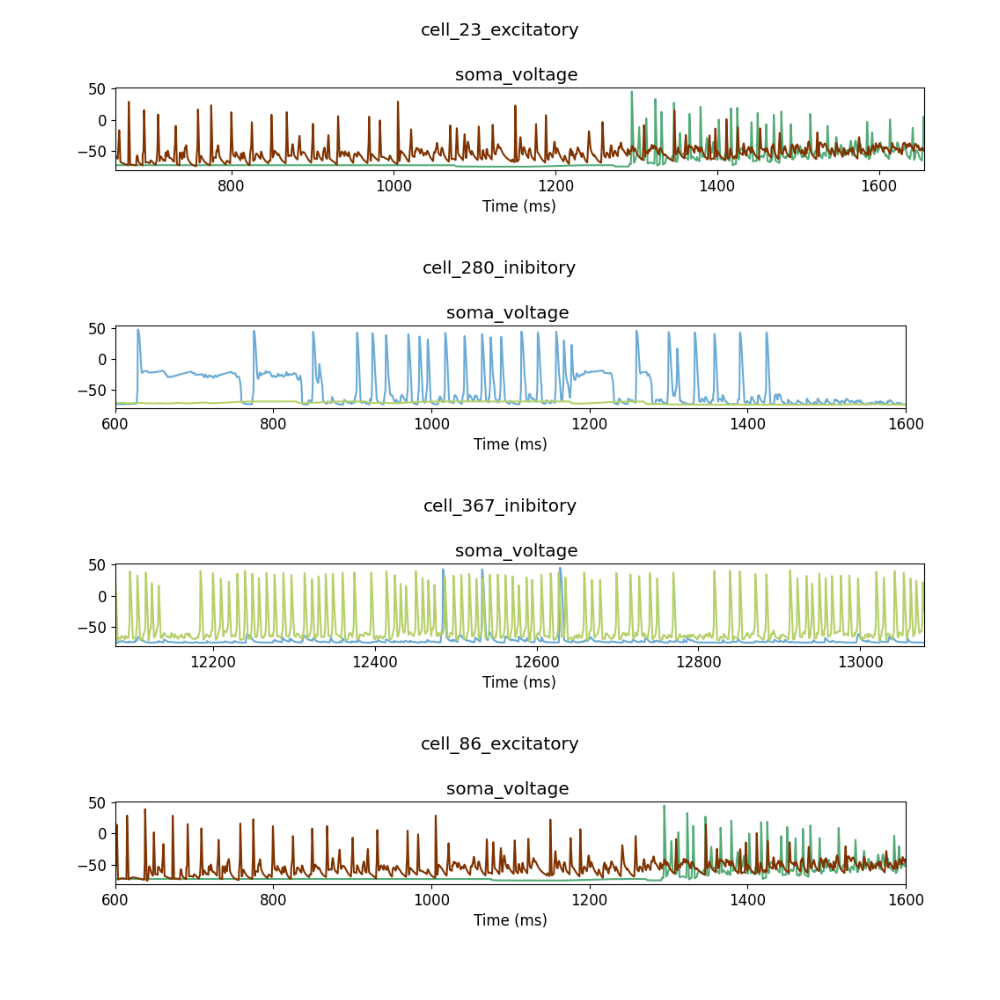 cell_23_excitatory
soma_voltage
50
0
−50
800 1000 1200 1400 1600
Time (ms)
cell_280_inibitory
soma_voltage
50
0
−50
600 800 1000 1200 1400 1600
Time (ms)
cell_367_inibitory
soma_voltage
50
0
−50
12200 12400 12600 12800 13000
Time (ms)
cell_86_excitatory
soma_voltage
50
0
−50
600 800 1000 1200 1400 1600
Time (ms)